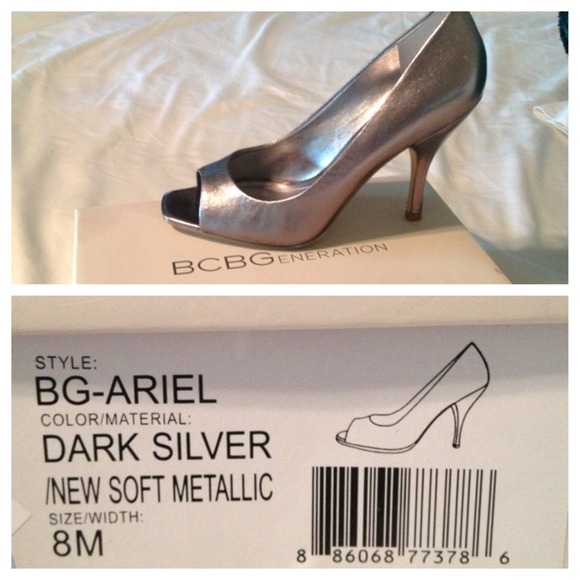 BCBGENERATION
STYLE:
BG-ARIEL
COLOR/MATERIAL:
DARK SILVER
/NEW SOFT METALLIC
SIZE/WIDTH:
8M
8 86068 77378 6